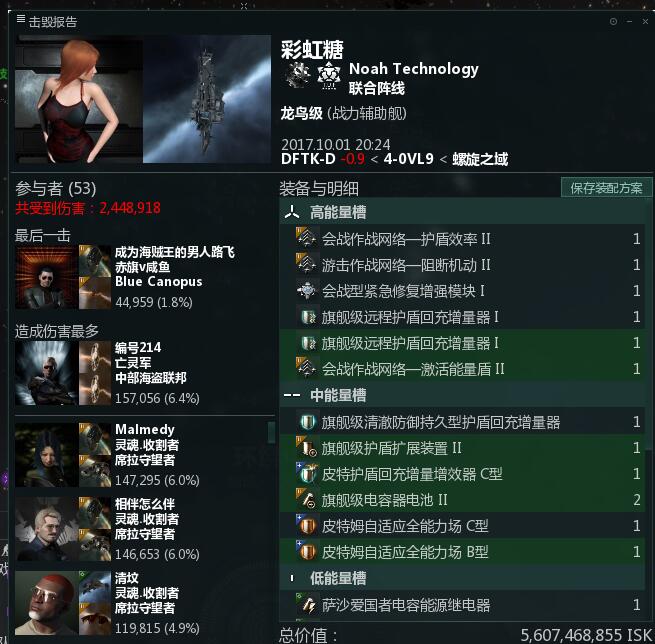 击毁报告
彩虹糖
Noah Technology
联合阵线
龙鸟级 (战力辅助舰)
2017.10.01 20:24
DFTK-D -0.9 < 4-0VL9 < 螺旋之域
参与者 (53)
共受到伤害：2,448,918
最后一击
成为海贼王的男人路飞
赤旗v咸鱼
Blue Canopus
44,959 (1.8%)
造成伤害最多
编号214
亡灵军
中部海盗联邦
157,056 (6.4%)
Malmedy
灵魂.收割者
席拉守望者
147,295 (6.0%)
相伴怎么伴
灵魂.收割者
席拉守望者
146,653 (6.0%)
清坟
灵魂.收割者
席拉守望者
119,815 (4.9%)
装备与明细
保存装配方案
高能量槽
会战作战网络—护盾效率 II 1
游击作战网络—阻断机动 II 1
会战型紧急修复增强模块 I 1
旗舰级远程护盾回充增量器 I 1
旗舰级远程护盾回充增量器 I 1
会战作战网络—激活能量盾 II 1
中能量槽
旗舰级清澈防御持久型护盾回充增量器 1
旗舰级护盾扩展装置 II 1
皮特护盾回充增量增效器 C型 1
旗舰级电容器电池 II 2
皮特姆自适应全能力场 C型 1
皮特姆自适应全能力场 B型 1
低能量槽
萨沙爱国者电容能源继电器 1
总价值： 5,607,468,855 ISK